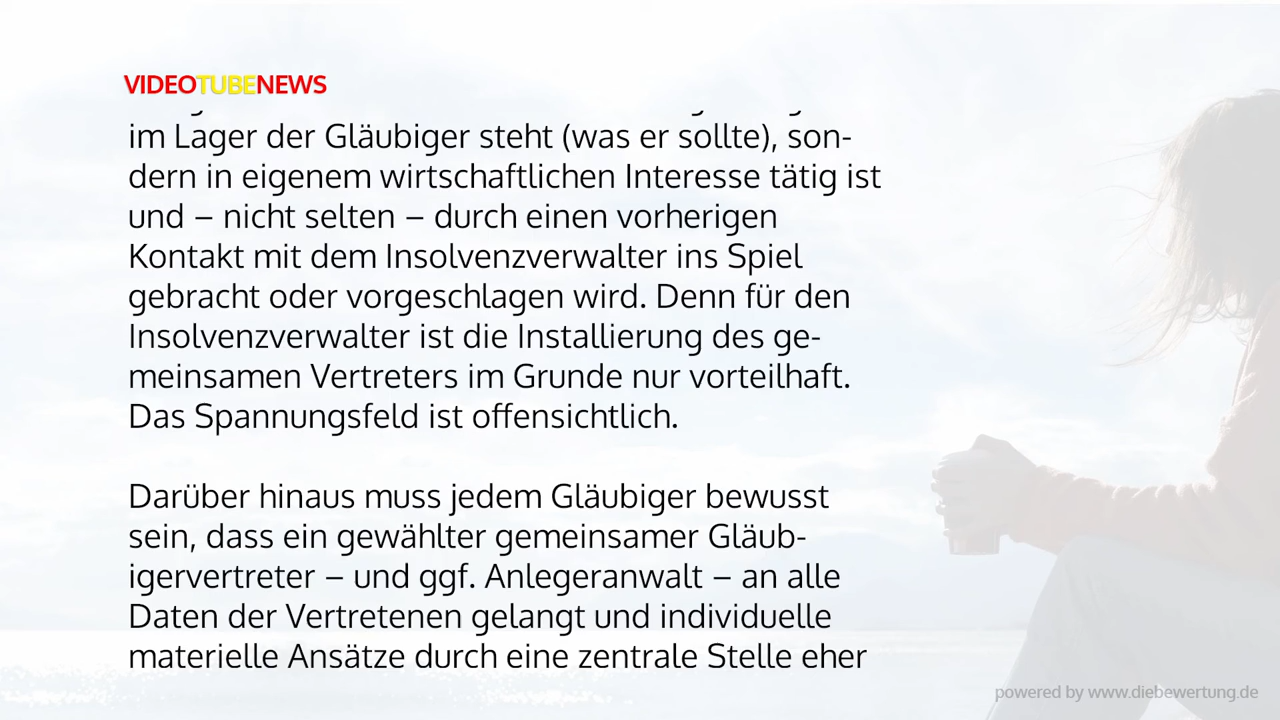 VIDEOTUBENEWS
im Lager der Gläubiger steht (was er sollte), son-
dern in eigenem wirtschaftlichen Interesse tätig ist
und – nicht selten – durch einen vorherigen
Kontakt mit dem Insolvenzverwalter ins Spiel
gebracht oder vorgeschlagen wird. Denn für den
Insolvenzverwalter ist die Installierung des ge-
meinsamen Vertreters im Grunde nur vorteilhaft.
Das Spannungsfeld ist offensichtlich.
Darüber hinaus muss jedem Gläubiger bewusst
sein, dass ein gewählter gemeinsamer Gläub-
igervertreter – und ggf. Anlegeranwalt – an alle
Daten der Vertretenen gelangt und individuelle
materielle Ansätze durch eine zentrale Stelle eher
powered by www.diebewertung.de